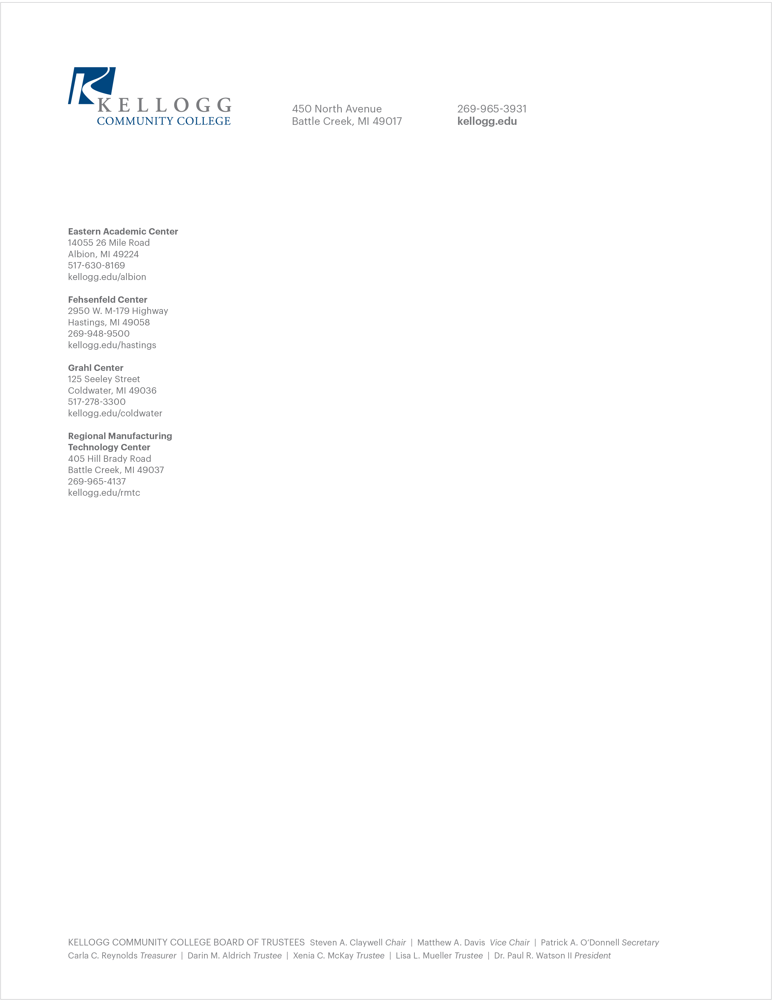 KELLOGG
COMMUNITY COLLEGE
450 North Avenue
Battle Creek, MI 49017
269-965-3931
kellogg.edu
Eastern Academic Center
14055 26 Mile Road
Albion, MI 49224
517-630-8169
kellogg.edu/albion
Fehsenfeld Center
2950 W. M-179 Highway
Hastings, MI 49058
269-948-9500
kellogg.edu/hastings
Grahl Center
125 Seeley Street
Coldwater, MI 49036
517-278-3300
kellogg.edu/coldwater
Regional Manufacturing
Technology Center
405 Hill Brady Road
Battle Creek, MI 49037
269-965-4137
kellogg.edu/rmtc
KELLOGG COMMUNITY COLLEGE BOARD OF TRUSTEES Steven A. Claywell Chair | Matthew A. Davis Vice Chair | Patrick A. O’Donnell Secretary
Carla C. Reynolds Treasurer | Darin M. Aldrich Trustee | Xenia C. McKay Trustee | Lisa L. Mueller Trustee | Dr. Paul R. Watson II President